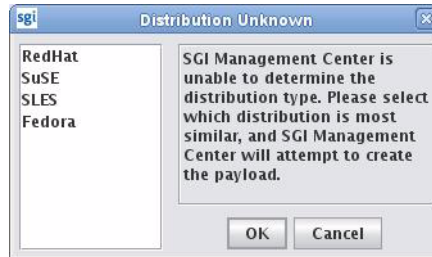 sgi
Distribution Unknown
RedHat
SuSE
SLES
Fedora
SGI Management Center is
unable to determine the
distribution type. Please select
which distribution is most
similar, and SGI Management
Center will attempt to create
the payload.
OK
Cancel